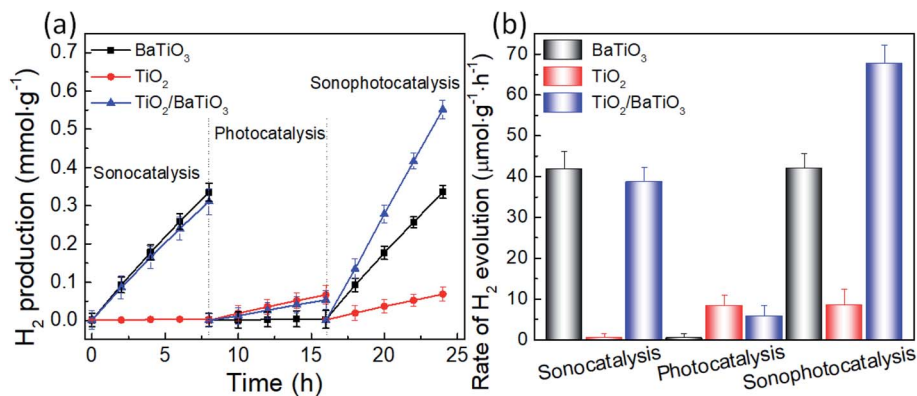 (a)
H₂ production (mmol·g⁻¹)
0.7
0.6
0.5
0.4
0.3
0.2
0.1
0.0
BaTiO₃
TiO₂
TiO₂/BaTiO₃
Sonophotocatalysis
Photocatalysis
Sonocatalysis
0 5 10 15 20 25
Time (h)
(b)
Rate of H₂ evolution (μmol·g⁻¹·h⁻¹)
70
60
50
40
30
20
10
0
BaTiO₃
TiO₂
TiO₂/BaTiO₃
Sonocatalysis
Photocatalysis
Sonophotocatalysis